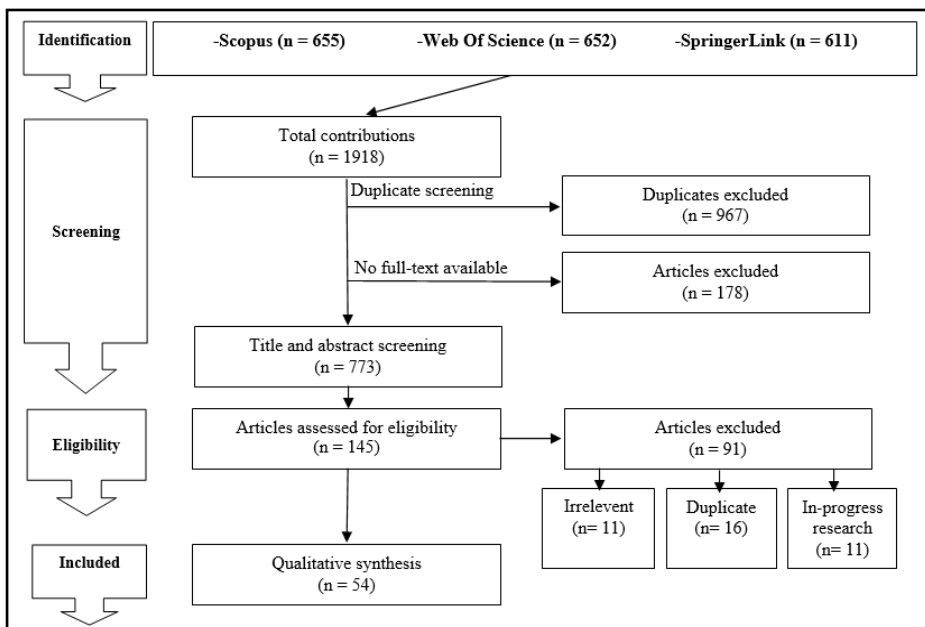 Identification
-Scopus (n = 655) -Web Of Science (n = 652) -SpringerLink (n = 611)
Total contributions
(n = 1918)
Duplicate screening
Duplicates excluded
(n = 967)
Screening
No full-text available
Articles excluded
(n = 178)
Title and abstract screening
(n = 773)
Eligibility
Articles assessed for eligibility
(n = 145)
Articles excluded
(n = 91)
Irrelevent
(n= 11)
Duplicate
(n= 16)
In-progress
research
(n= 11)
Included
Qualitative synthesis
(n = 54)